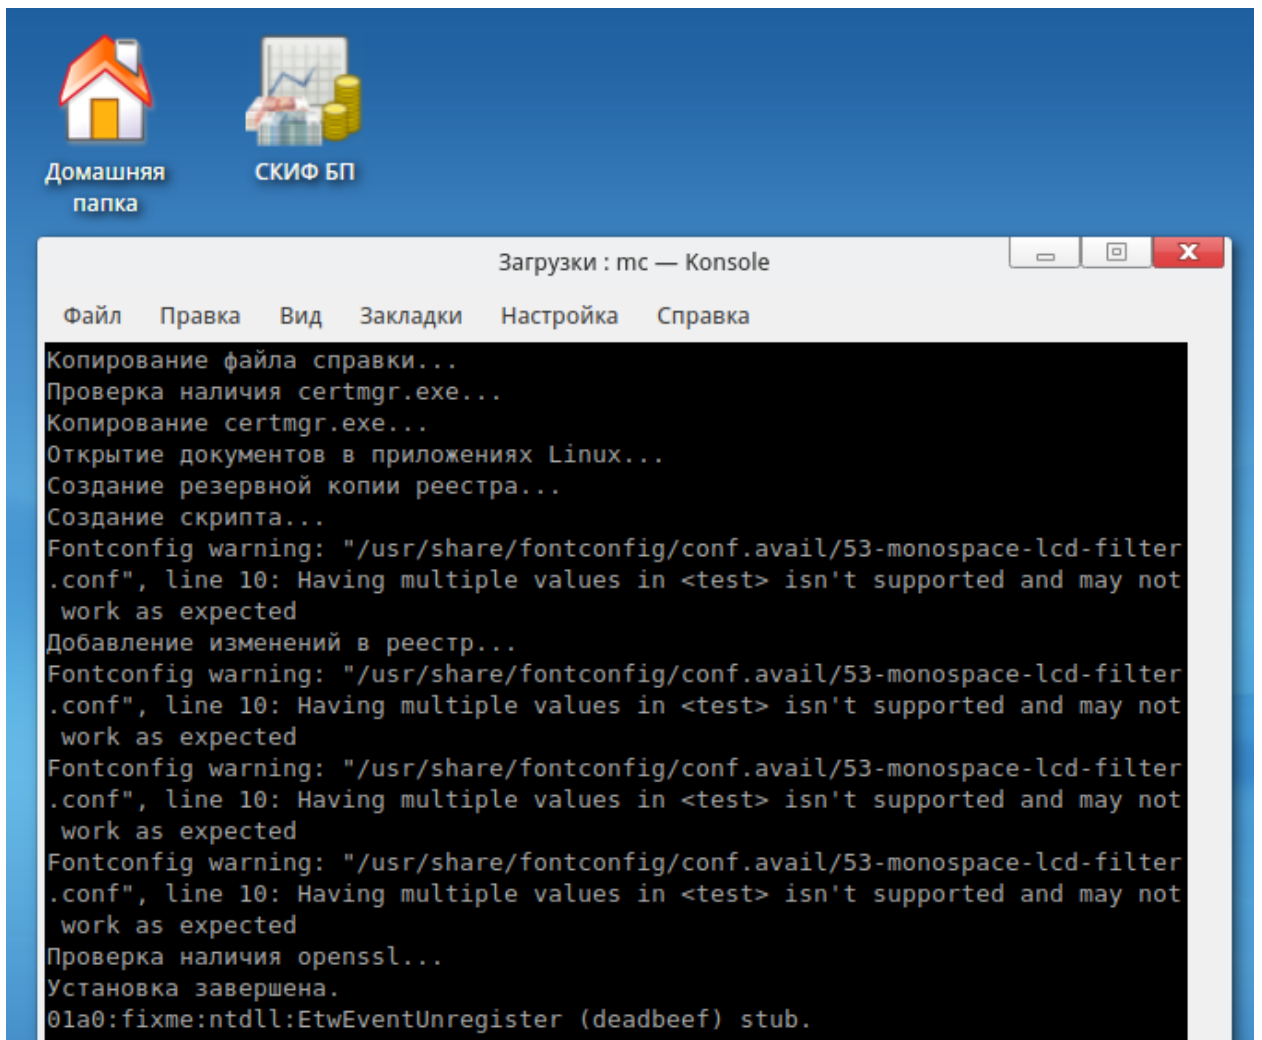 Домашняя
папка
СКИФ БП
Загрузки : mc — Konsole
Файл Правка Вид Закладки Настройка Справка
Копирование файла справки...
Проверка наличия certmgr.exe...
Копирование certmgr.exe...
Открытие документов в приложениях Linux...
Создание резервной копии реестра...
Создание скрипта...
Fontconfig warning: "/usr/share/fontconfig/conf.avail/53-monospace-lcd-filter
.conf", line 10: Having multiple values in <test> isn't supported and may not
work as expected
Добавление изменений в реестр...
Fontconfig warning: "/usr/share/fontconfig/conf.avail/53-monospace-lcd-filter
.conf", line 10: Having multiple values in <test> isn't supported and may not
work as expected
Fontconfig warning: "/usr/share/fontconfig/conf.avail/53-monospace-lcd-filter
.conf", line 10: Having multiple values in <test> isn't supported and may not
work as expected
Fontconfig warning: "/usr/share/fontconfig/conf.avail/53-monospace-lcd-filter
.conf", line 10: Having multiple values in <test> isn't supported and may not
work as expected
Проверка наличия openssl...
Установка завершена.
01a0:fixme:ntdll:EtwEventUnregister (deadbeef) stub.